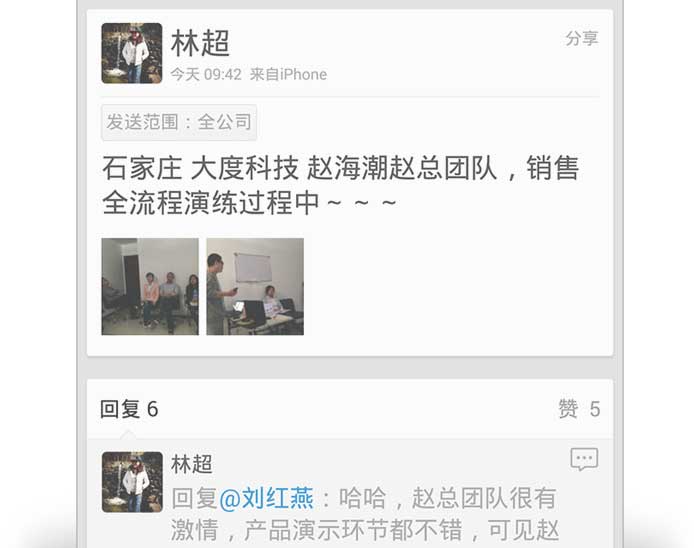 林超
分享
今天 09:42 来自iPhone
发送范围：全公司
石家庄 大度科技 赵海潮赵总团队，销售
全流程演练过程中～～～
回复 6
赞 5
林超
回复@刘红燕：哈哈，赵总团队很有
激情，产品演示环节都不错，可见赵